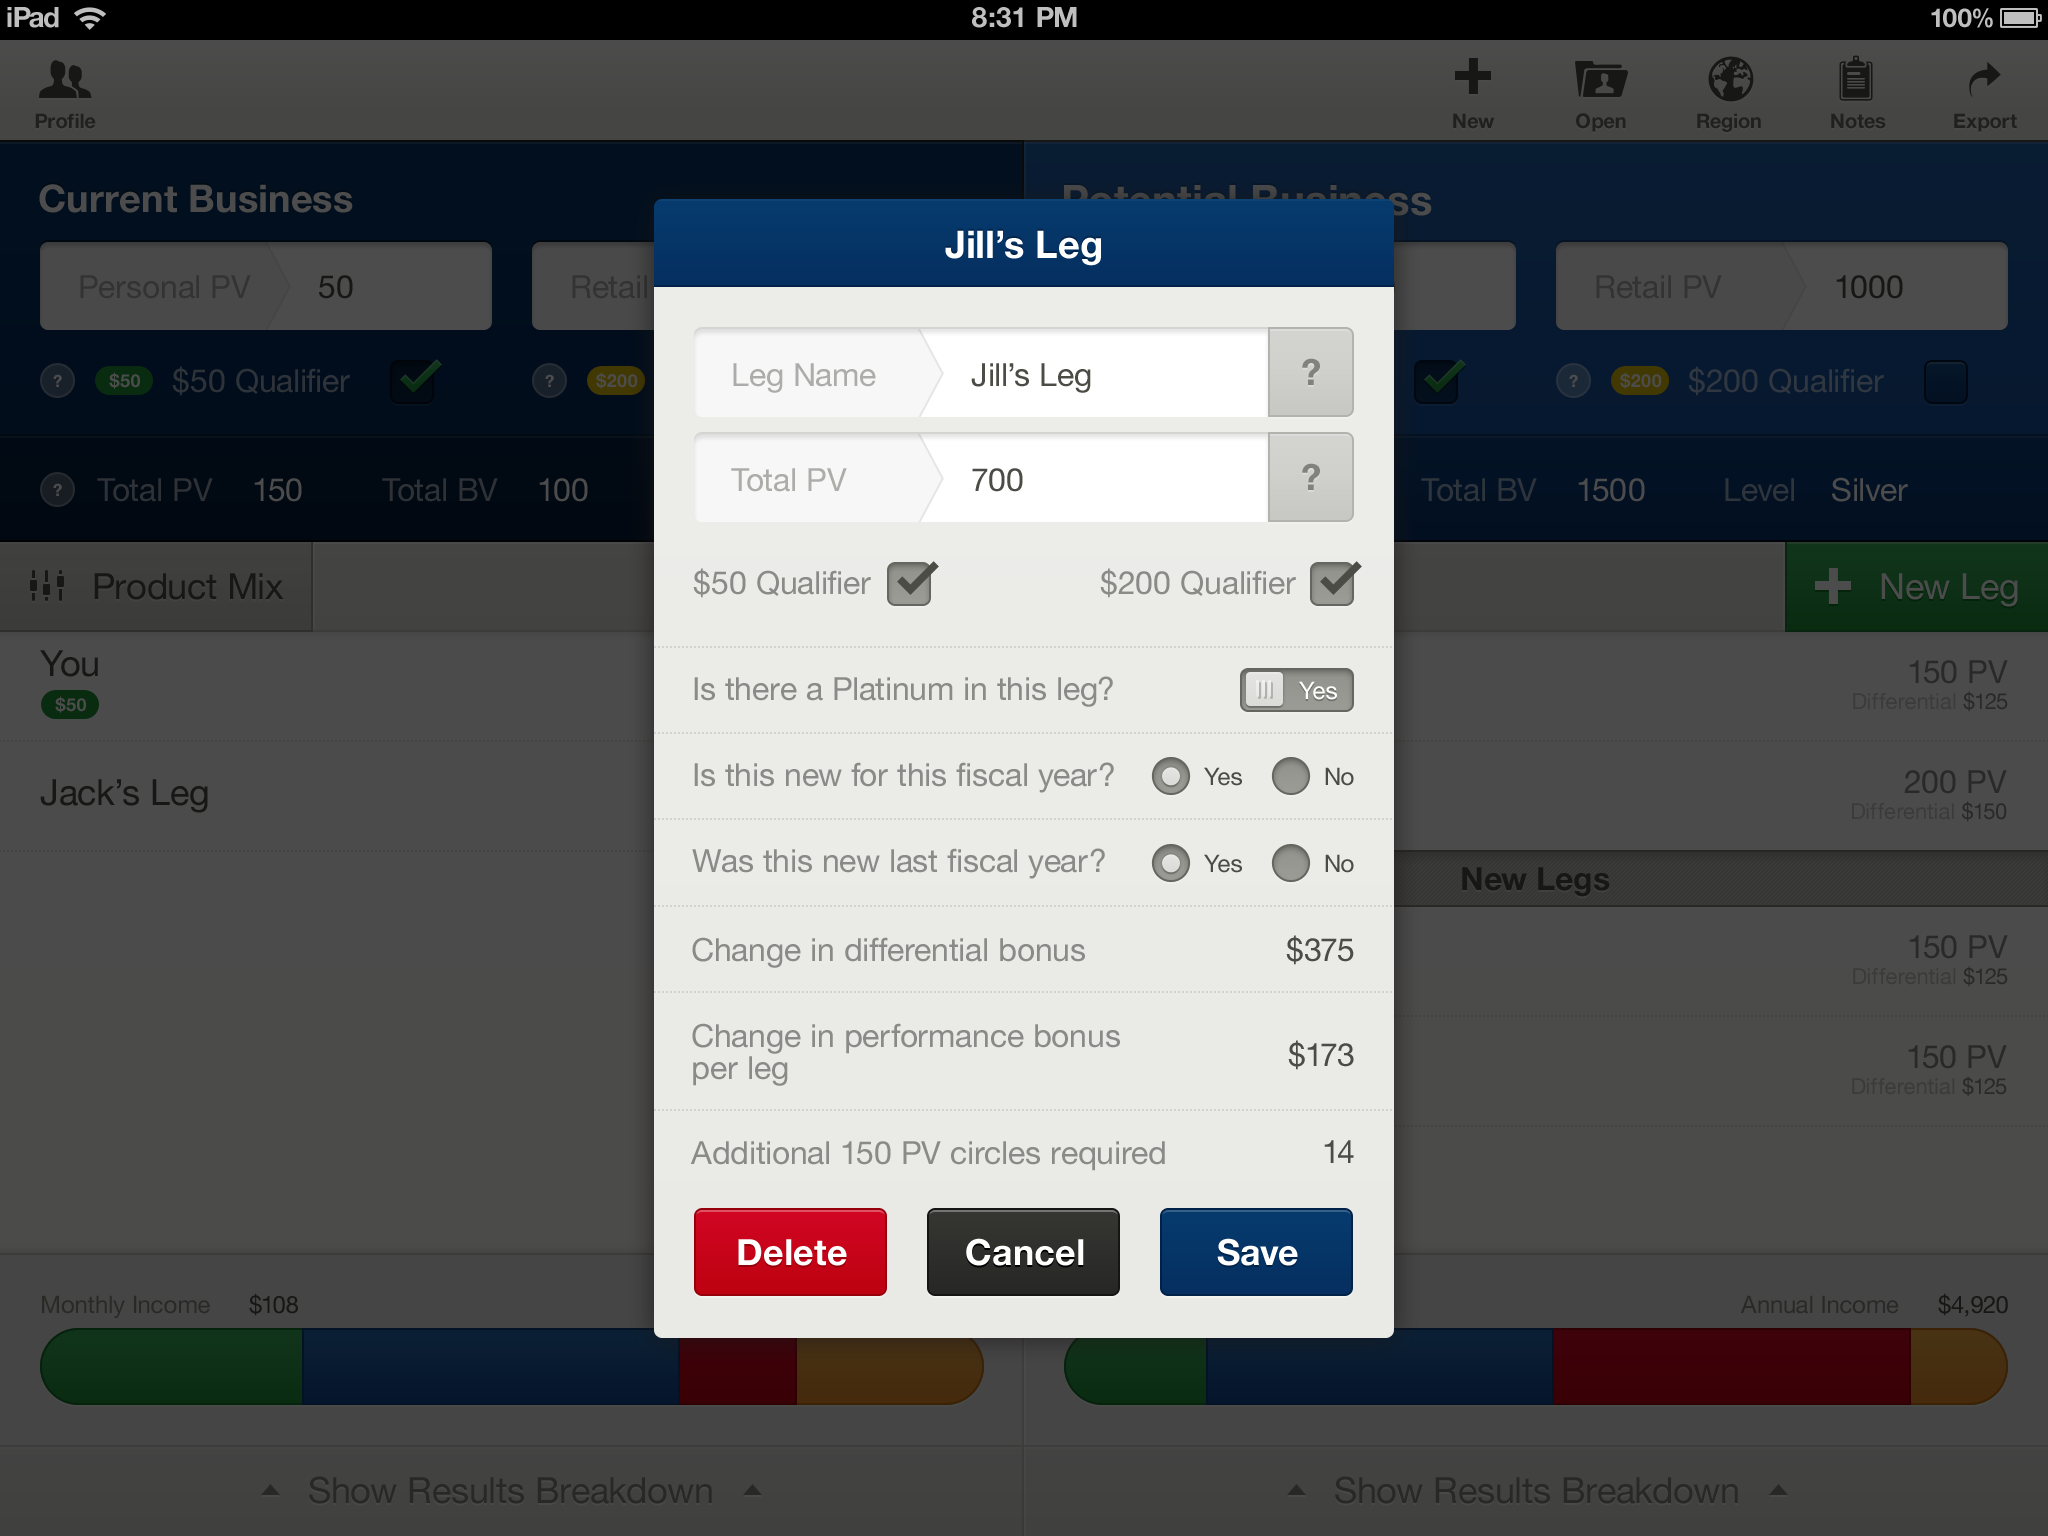 iPad
8:31 PM
100%
Profile
New
Open
Region
Notes
Export
Current Business
Potential Business
Personal PV 50
Retail
Retail PV 1000
? $50 $50 Qualifier
? $200
? $200 $200 Qualifier
? Total PV 150 Total BV 100
Total BV 1500 Level Silver
Product Mix
New Leg
You
$50
150 PV
Differential $125
Jack's Leg
200 PV
Differential $150
New Legs
150 PV
Differential $125
150 PV
Differential $125
Jill's Leg
Leg Name Jill's Leg ?
Total PV 700 ?
$50 Qualifier $200 Qualifier
Is there a Platinum in this leg? Yes
Is this new for this fiscal year? Yes No
Was this new last fiscal year? Yes No
Change in differential bonus $375
Change in performance bonus
per leg $173
Additional 150 PV circles required 14
Delete Cancel Save
Monthly Income $108
Annual Income $4,920
Show Results Breakdown
Show Results Breakdown